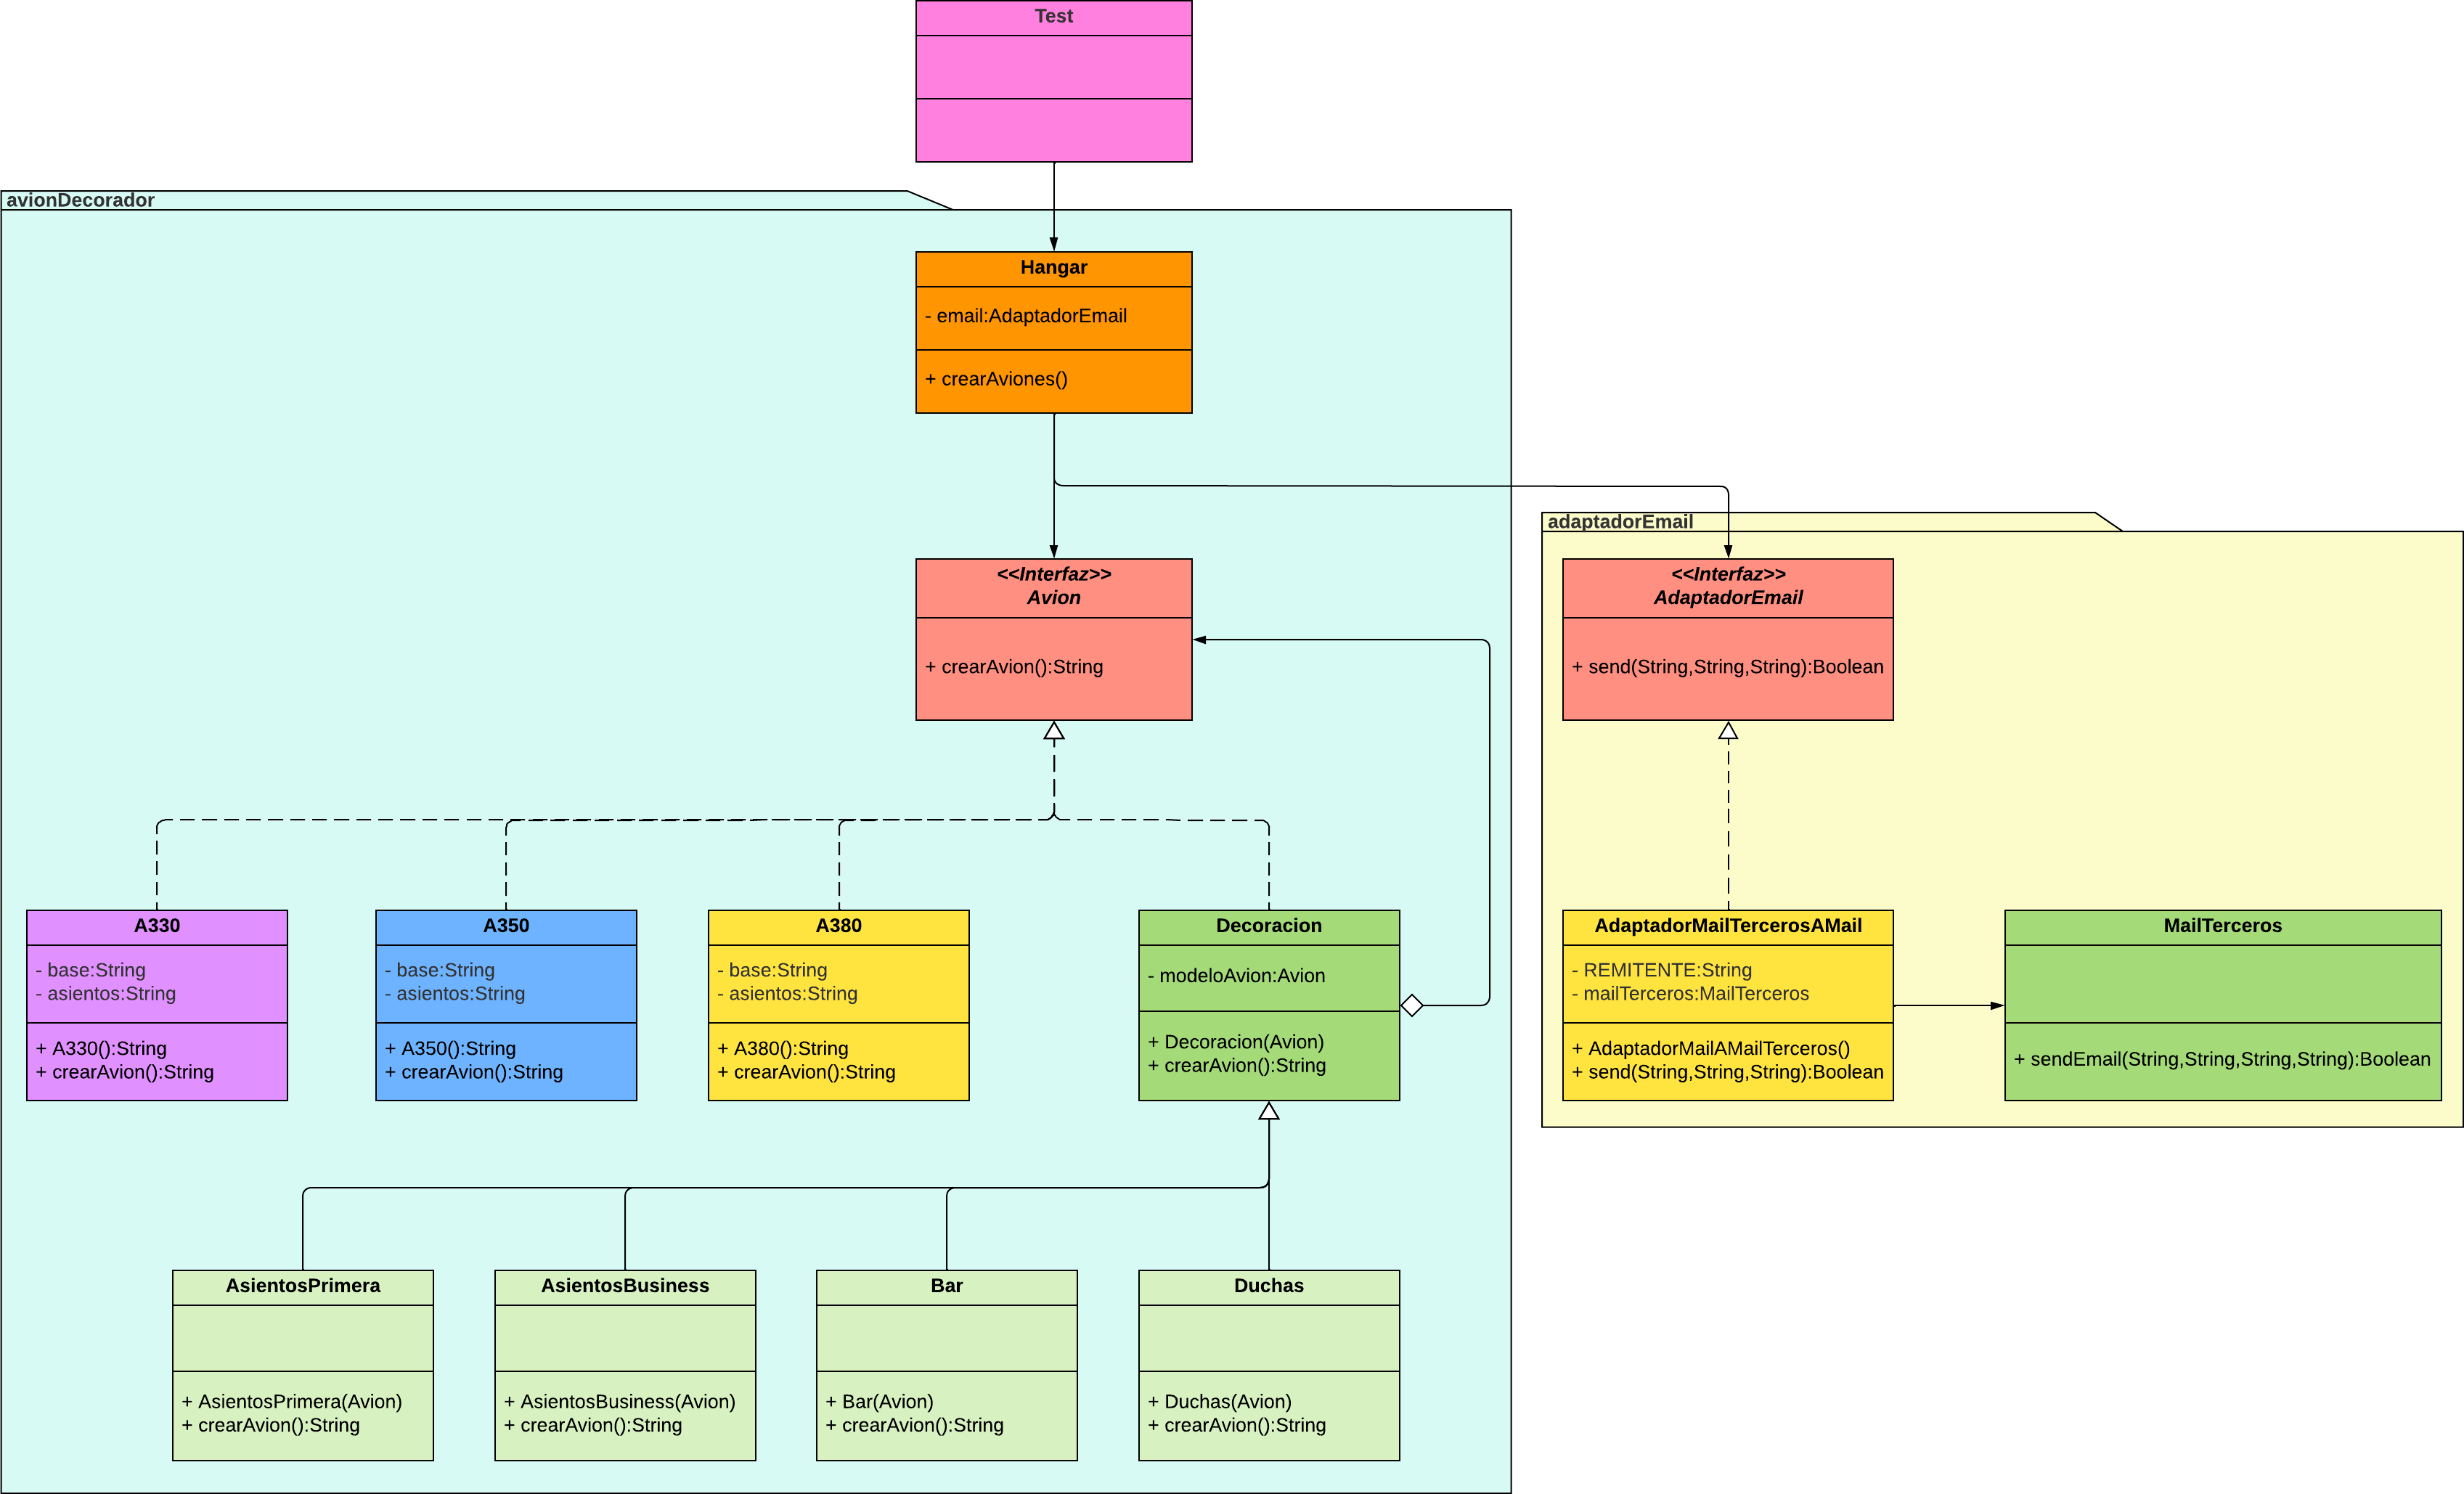 Test
avionDecorador
Hangar
- email:AdaptadorEmail
+ crearAviones()
adaptadorEmail
<<Interfaz>>
Avion
+ crearAvion():String
<<Interfaz>>
AdaptadorEmail
+ send(String,String,String):Boolean
A330
- base:String
- asientos:String
+ A330():String
+ crearAvion():String
A350
- base:String
- asientos:String
+ A350():String
+ crearAvion():String
A380
- base:String
- asientos:String
+ A380():String
+ crearAvion():String
Decoracion
- modeloAvion:Avion
+ Decoracion(Avion)
+ crearAvion():String
AdaptadorMailTercerosAMail
- REMITENTE:String
- mailTerceros:MailTerceros
+ AdaptadorMailAMailTerceros()
+ send(String,String,String):Boolean
MailTerceros
+ sendEmail(String,String,String,String):Boolean
AsientosPrimera
+ AsientosPrimera(Avion)
+ crearAvion():String
AsientosBusiness
+ AsientosBusiness(Avion)
+ crearAvion():String
Bar
+ Bar(Avion)
+ crearAvion():String
Duchas
+ Duchas(Avion)
+ crearAvion():String